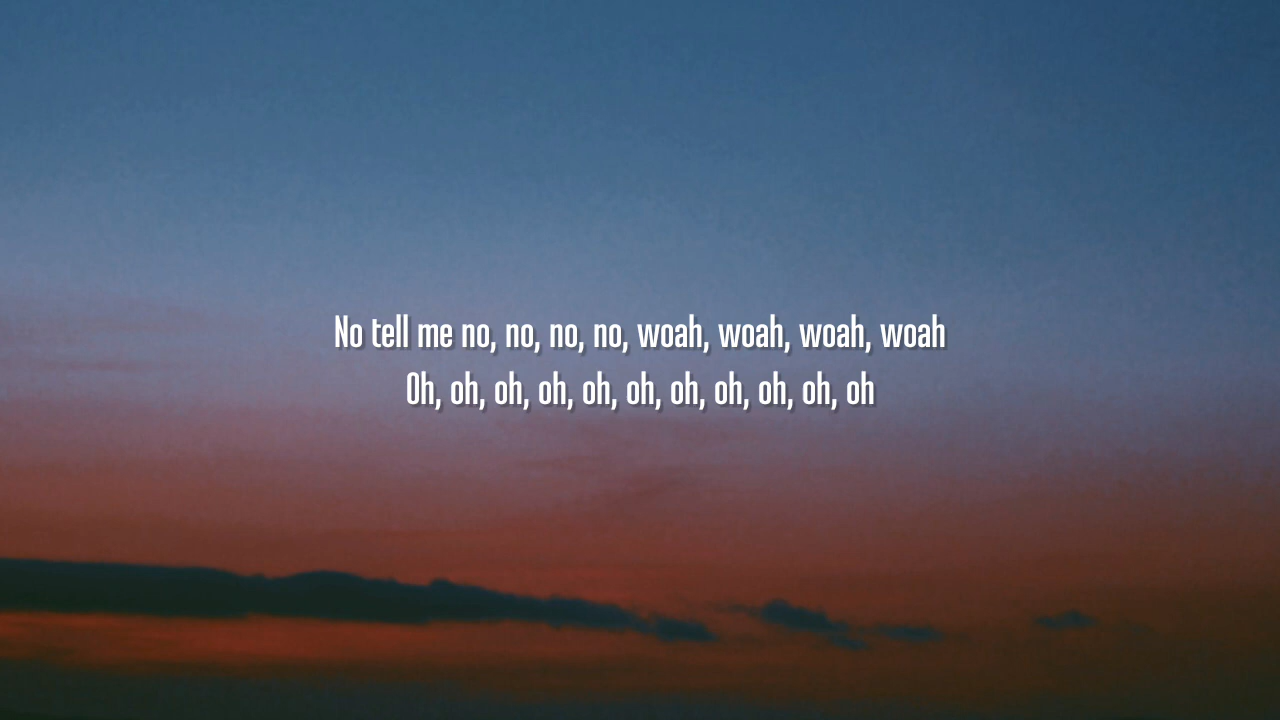 No tell me no, no, no, no, woah, woah, woah, woah
Oh, oh, oh, oh, oh, oh, oh, oh, oh, oh, oh